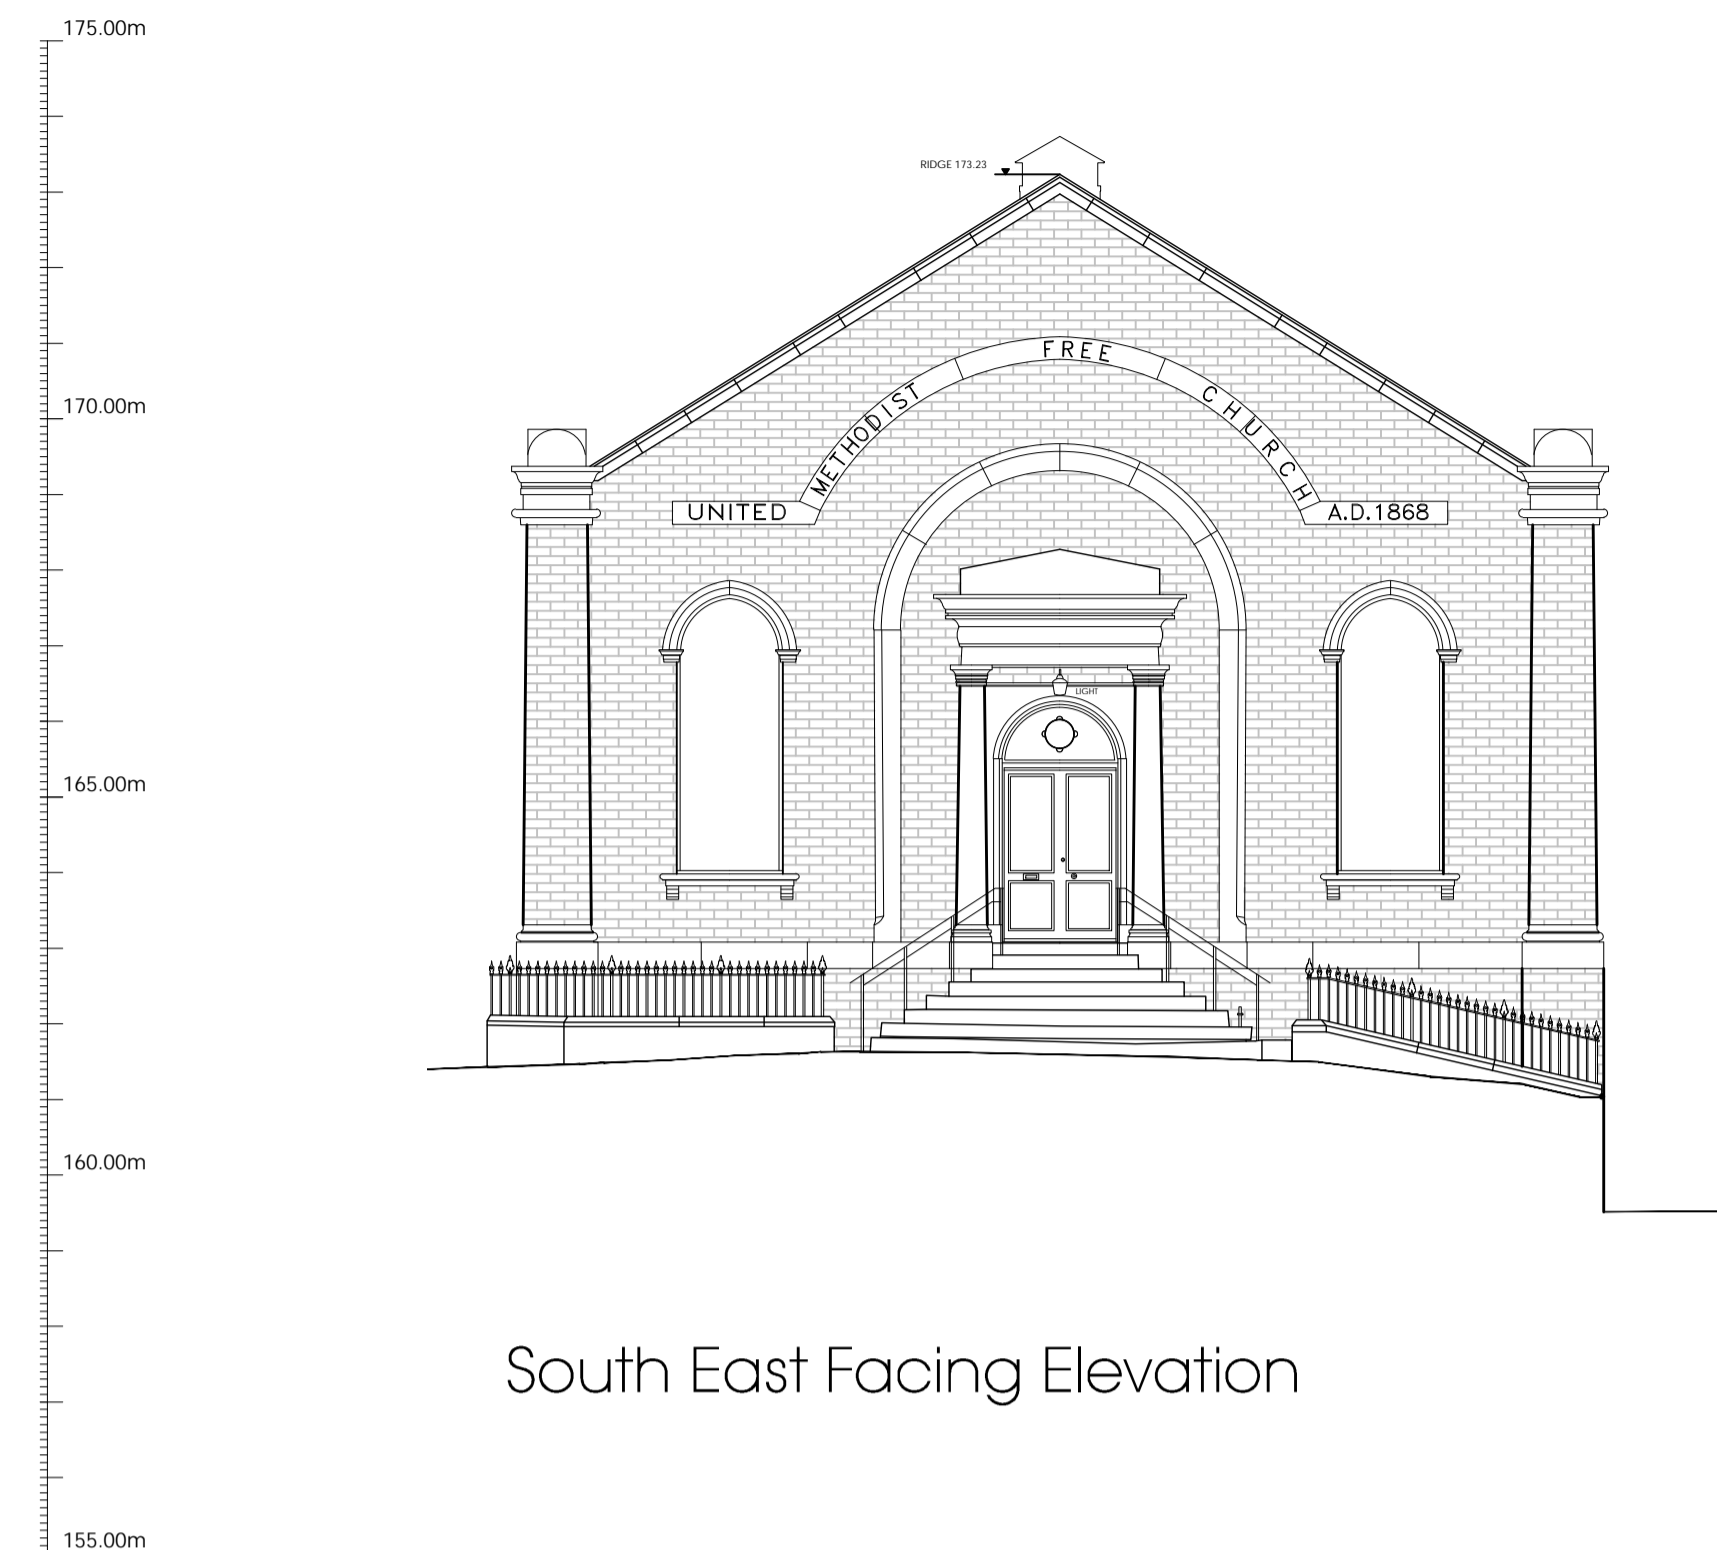 175.00m
RIDGE 173.23
FREE
METHODIST
CHURCH
170.00m
UNITED
A.D.1868
LIGHT
165.00m
160.00m
South East Facing Elevation
155.00m